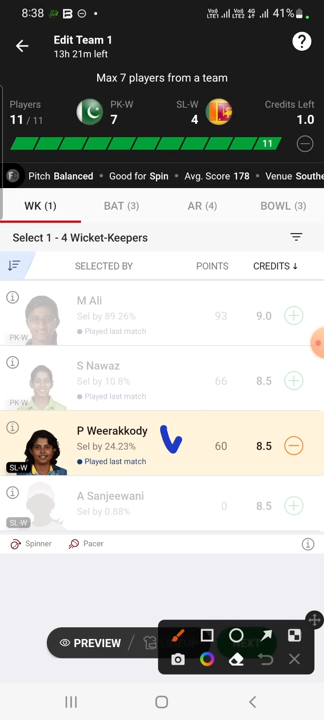 8:38 41%
Edit Team 1
13h 21m left
?
Max 7 players from a team
Players PK-W SL-W Credits Left
11 / 11 7 4 1.0
11
Pitch Balanced • Good for Spin • Avg. Score 178 • Venue Southe
WK (1) BAT (3) AR (4) BOWL (3)
Select 1 - 4 Wicket-Keepers
SELECTED BY POINTS CREDITS ↓
M Ali
Sel by 89.26% 93 9.0
Played last match
PK-W
S Nawaz
Sel by 10.8% 66 8.5
Played last match
PK-W
P Weerakkody
Sel by 24.23% 60 8.5
Played last match
SL-W
A Sanjeewani
Sel by 0.88% 0 8.5
SL-W
Spinner Pacer
PREVIEW /